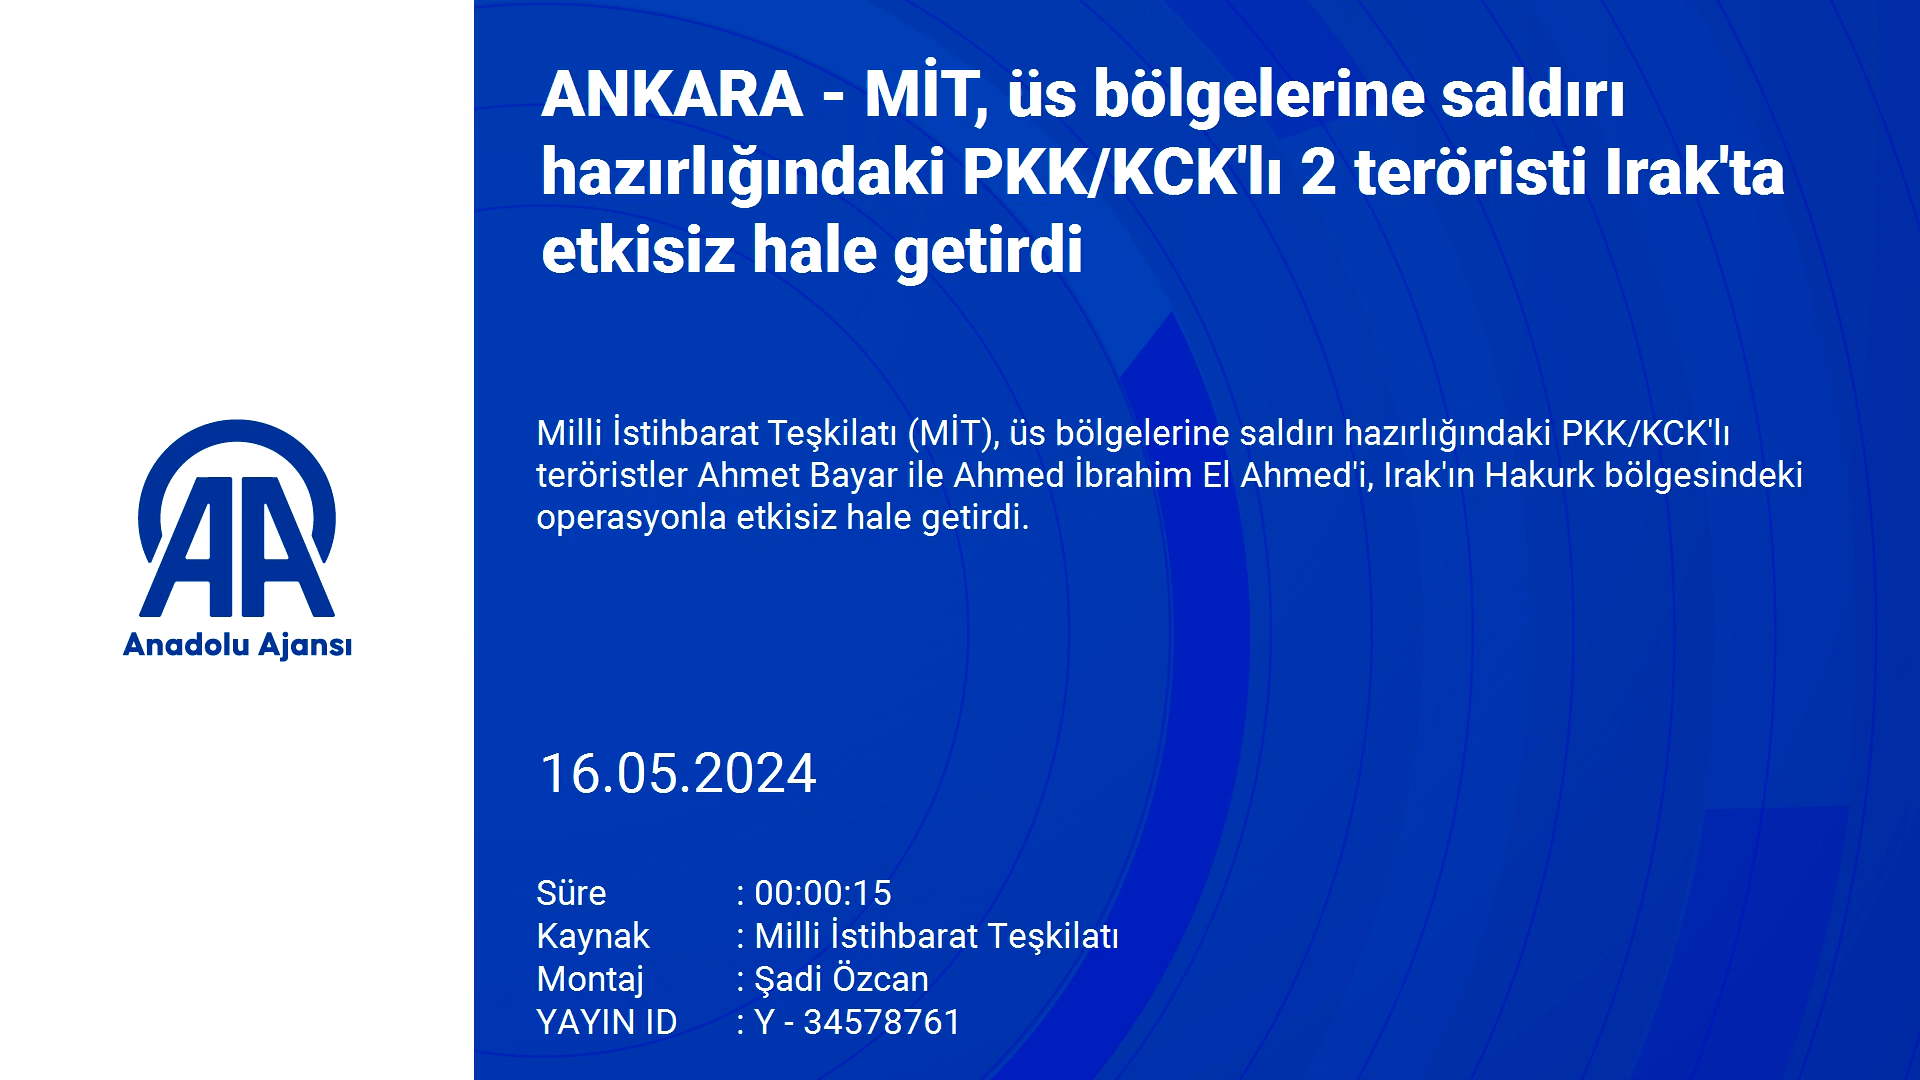 ANKARA - MİT, üs bölgelerine saldırı
hazırlığındaki PKK/KCK'lı 2 teröristi Irak'ta
etkisiz hale getirdi
Milli İstihbarat Teşkilatı (MİT), üs bölgelerine saldırı hazırlığındaki PKK/KCK'lı
teröristler Ahmet Bayar ile Ahmed İbrahim El Ahmed'i, Irak'ın Hakurk bölgesindeki
operasyonla etkisiz hale getirdi.
AA
Anadolu Ajansı
16.05.2024
Süre : 00:00:15
Kaynak : Milli İstihbarat Teşkilatı
Montaj : Şadi Özcan
YAYIN ID : Y - 34578761